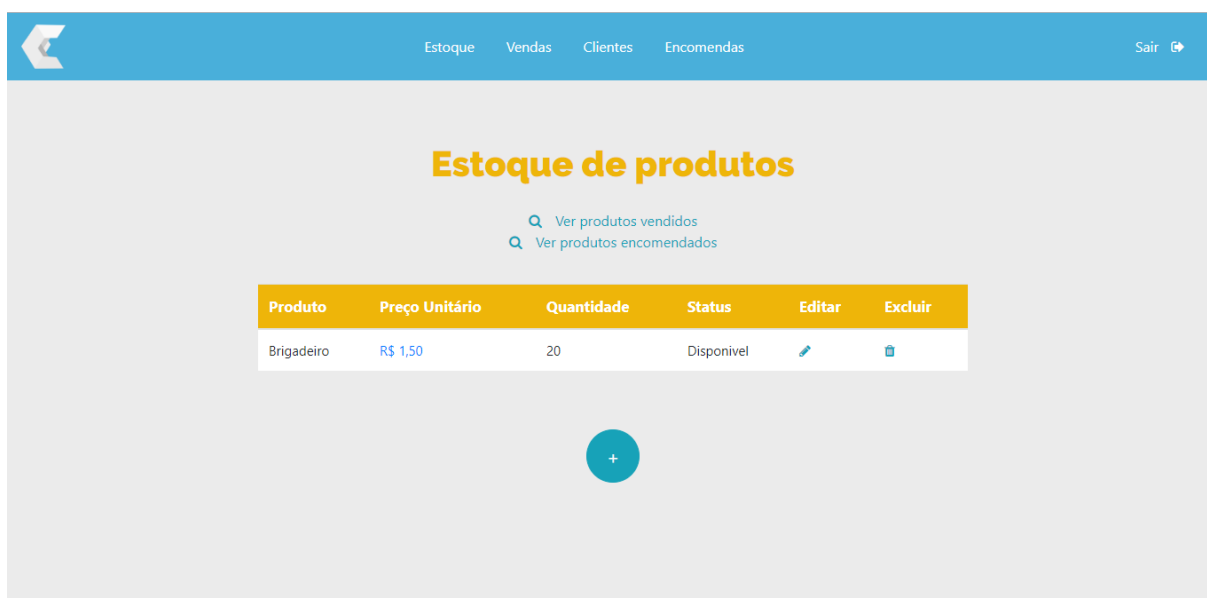 Estoque Vendas Clientes Encomendas Sair
Estoque de produtos
Ver produtos vendidos
Ver produtos encomendados
Produto Preço Unitário Quantidade Status Editar Excluir
Brigadeiro R$ 1,50 20 Disponivel
+